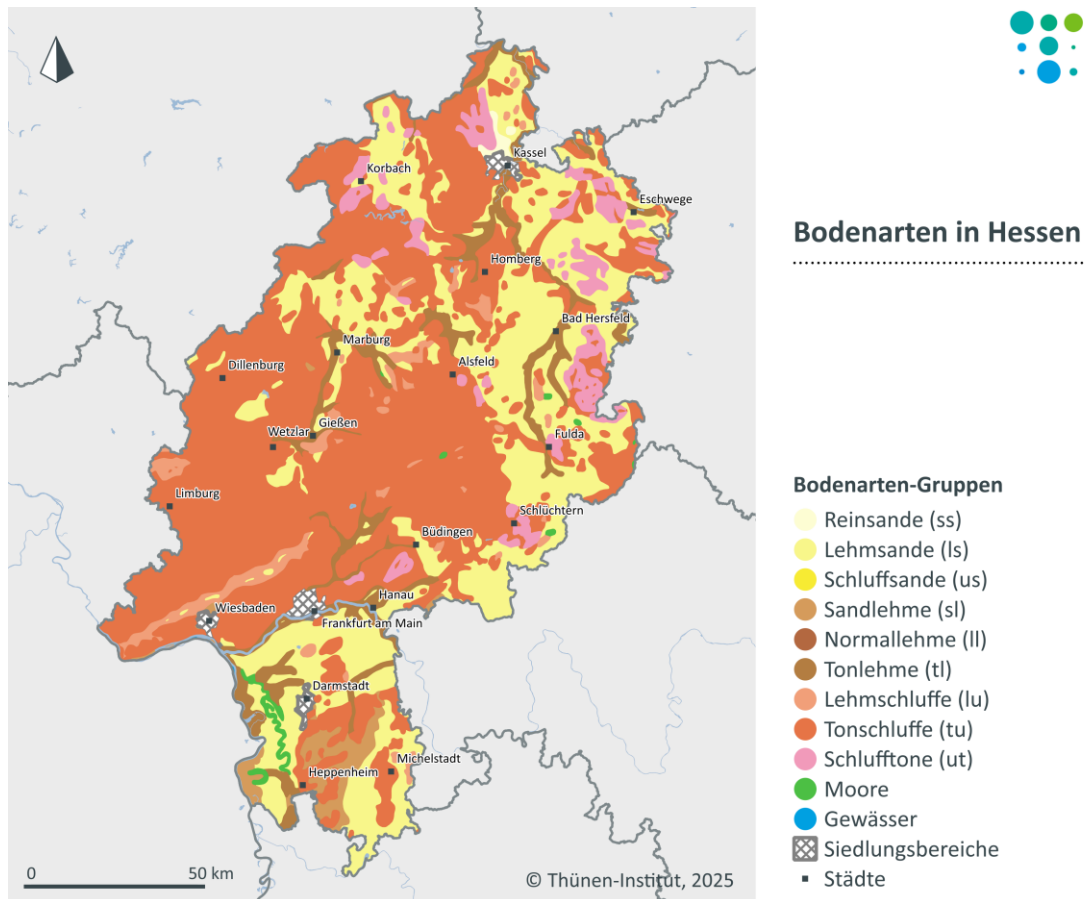 Kassel
Korbach
Eschwege
Homberg
Bad Hersfeld
Marburg
Alsfeld
Dillenburg
Gießen
Wetzlar
Fulda
Limburg
Schlüchtern
Büdingen
Hanau
Wiesbaden
Frankfurt am Main
Darmstadt
Michelstadt
Heppenheim
0 50 km
© Thünen-Institut, 2025
Bodenarten in Hessen
Bodenarten-Gruppen
Reinsande (ss)
Lehmsande (ls)
Schluffsande (us)
Sandlehme (sl)
Normallehme (ll)
Tonlehme (tl)
Lehmschluffe (lu)
Tonschluffe (tu)
Schlufftone (ut)
Moore
Gewässer
Siedlungsbereiche
Städte